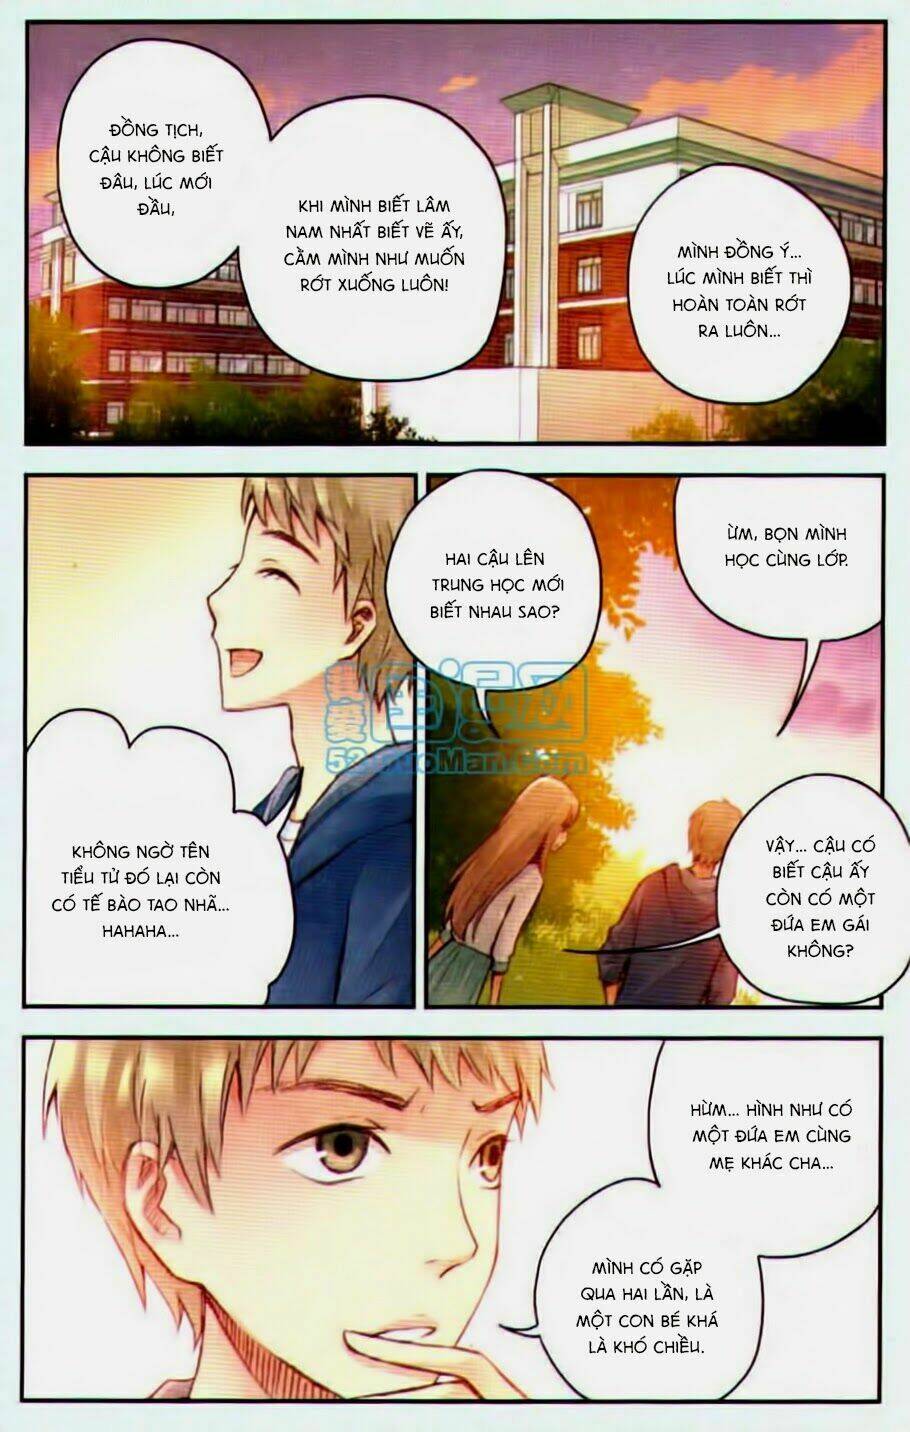 ĐỒNG TỊCH,
CẬU KHÔNG BIẾT
ĐÂU, LÚC MỚI
ĐẦU,
KHI MÌNH BIẾT LÂM
NAM NHẤT BIẾT VẼ ẤY,
CẰM MÌNH NHƯ MUỐN
RỚT XUỐNG LUÔN!
MÌNH ĐỒNG Ý...
LÚC MÌNH BIẾT THÌ
HOÀN TOÀN RỚT
RA LUÔN...
KHÔNG NGỜ TÊN
TIỂU TỬ ĐÓ LẠI CÒN
CÓ TẾ BÀO TAO NHÃ...
HAHAHA...
HAI CẬU LÊN
TRUNG HỌC MỚI
BIẾT NHAU SAO?
ỪM, BỌN MÌNH
HỌC CÙNG LỚP.
VẬY... CẬU CÓ
BIẾT CẬU ẤY
CÒN CÓ MỘT
ĐỨA EM GÁI
KHÔNG?
HỪM... HÌNH NHƯ CÓ
MỘT ĐỨA EM CÙNG
MẸ KHÁC CHA...
MÌNH CÓ GẶP
QUA HAI LẦN, LÀ
MỘT CON BÉ KHÁ
LÀ KHÓ CHIỀU.